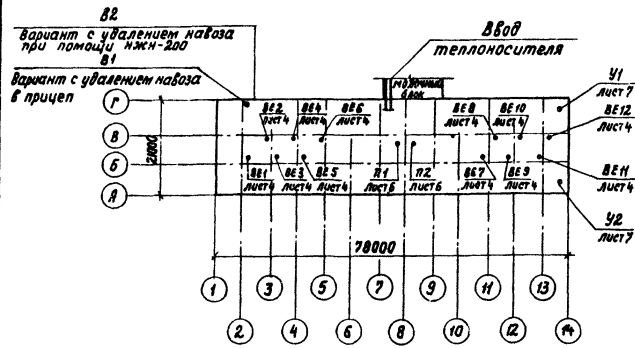 В2
Вариант с удалением навоза
при помощи нжн-200
В1
Вариант с удалением навоза
в прицеп
Ввод
теплоносителя
молочный
блок
У1
лист 7
ВЕ12
лист 4
ВЕ11
лист 4
У2
лист 7
Г
В
Б
А
21000
ВЕ2
лист 4
ВЕ4
лист 4
ВЕ6
лист 4
ВЕ8
лист 4
ВЕ10
лист 4
ВЕ1
лист 4
ВЕ3
лист 4
ВЕ5
лист 4
П1
лист 6
П2
лист 6
ВЕ7
лист 4
ВЕ9
лист 4
78000
1 3 5 7 9 11 13
2 4 6 8 10 12 14